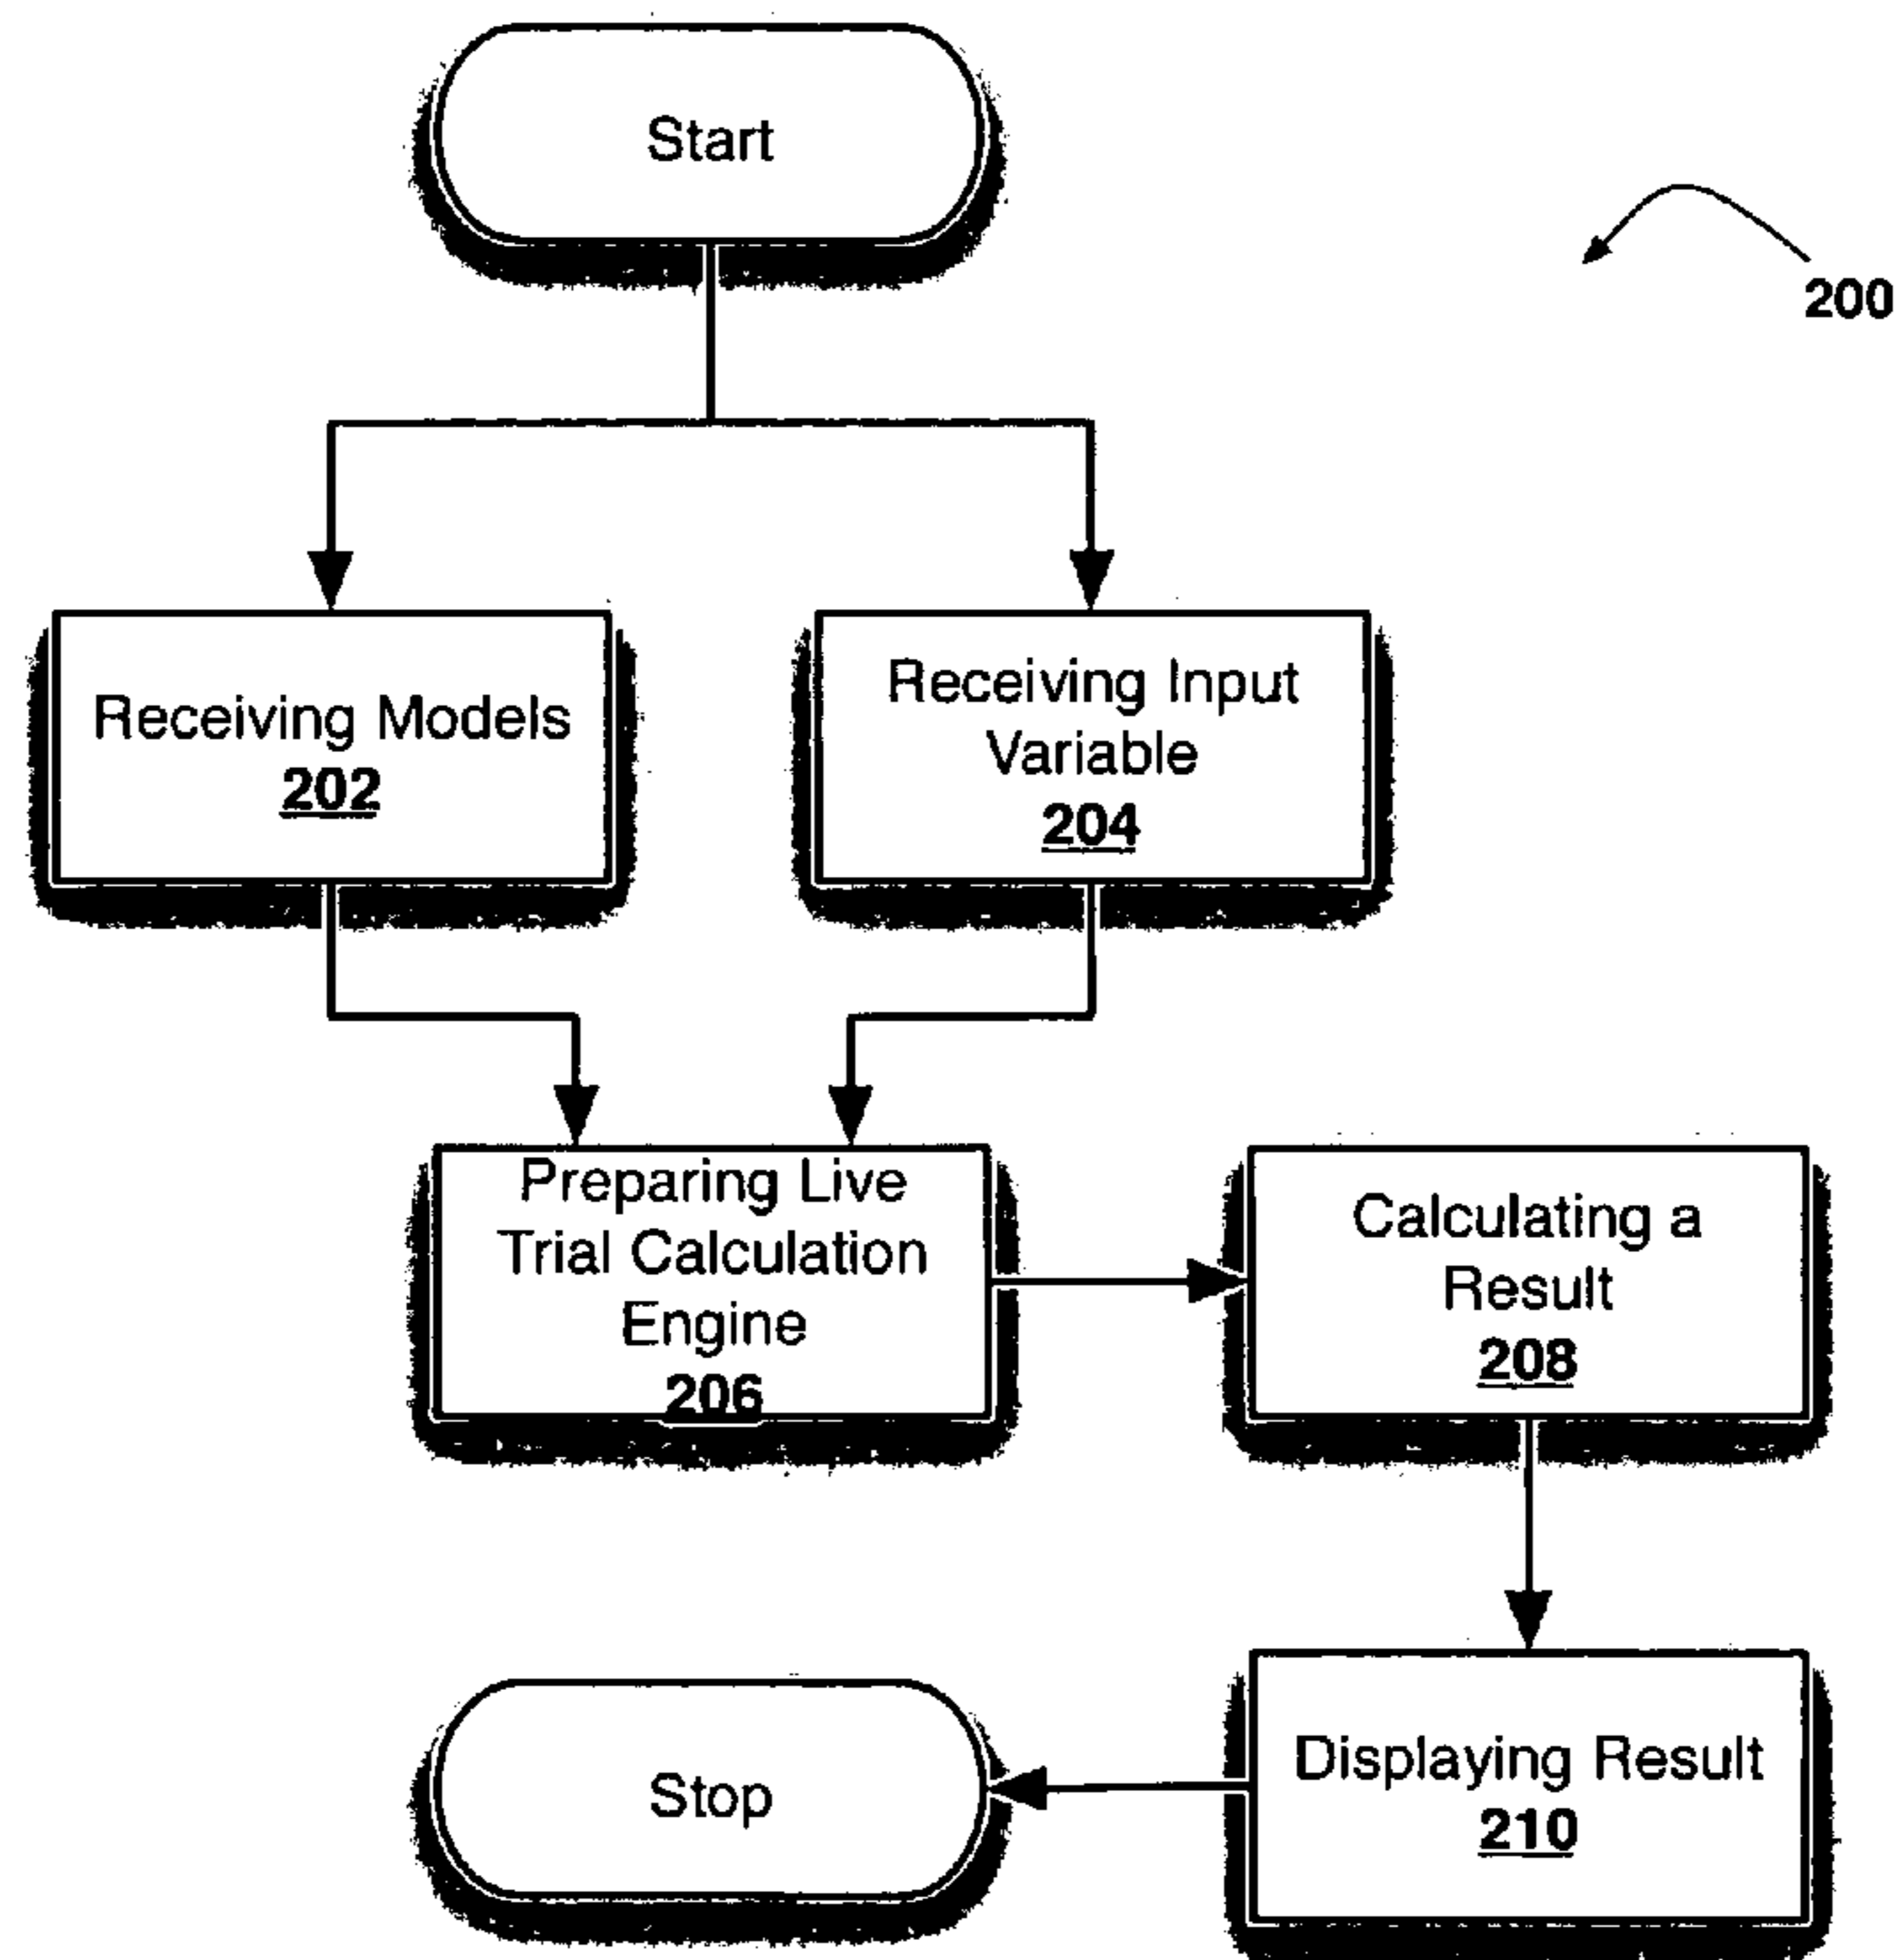 Start
200
Receiving Models
202
Receiving Input
Variable
204
Preparing Live
Trial Calculation
Engine
206
Calculating a
Result
208
Displaying Result
210
Stop